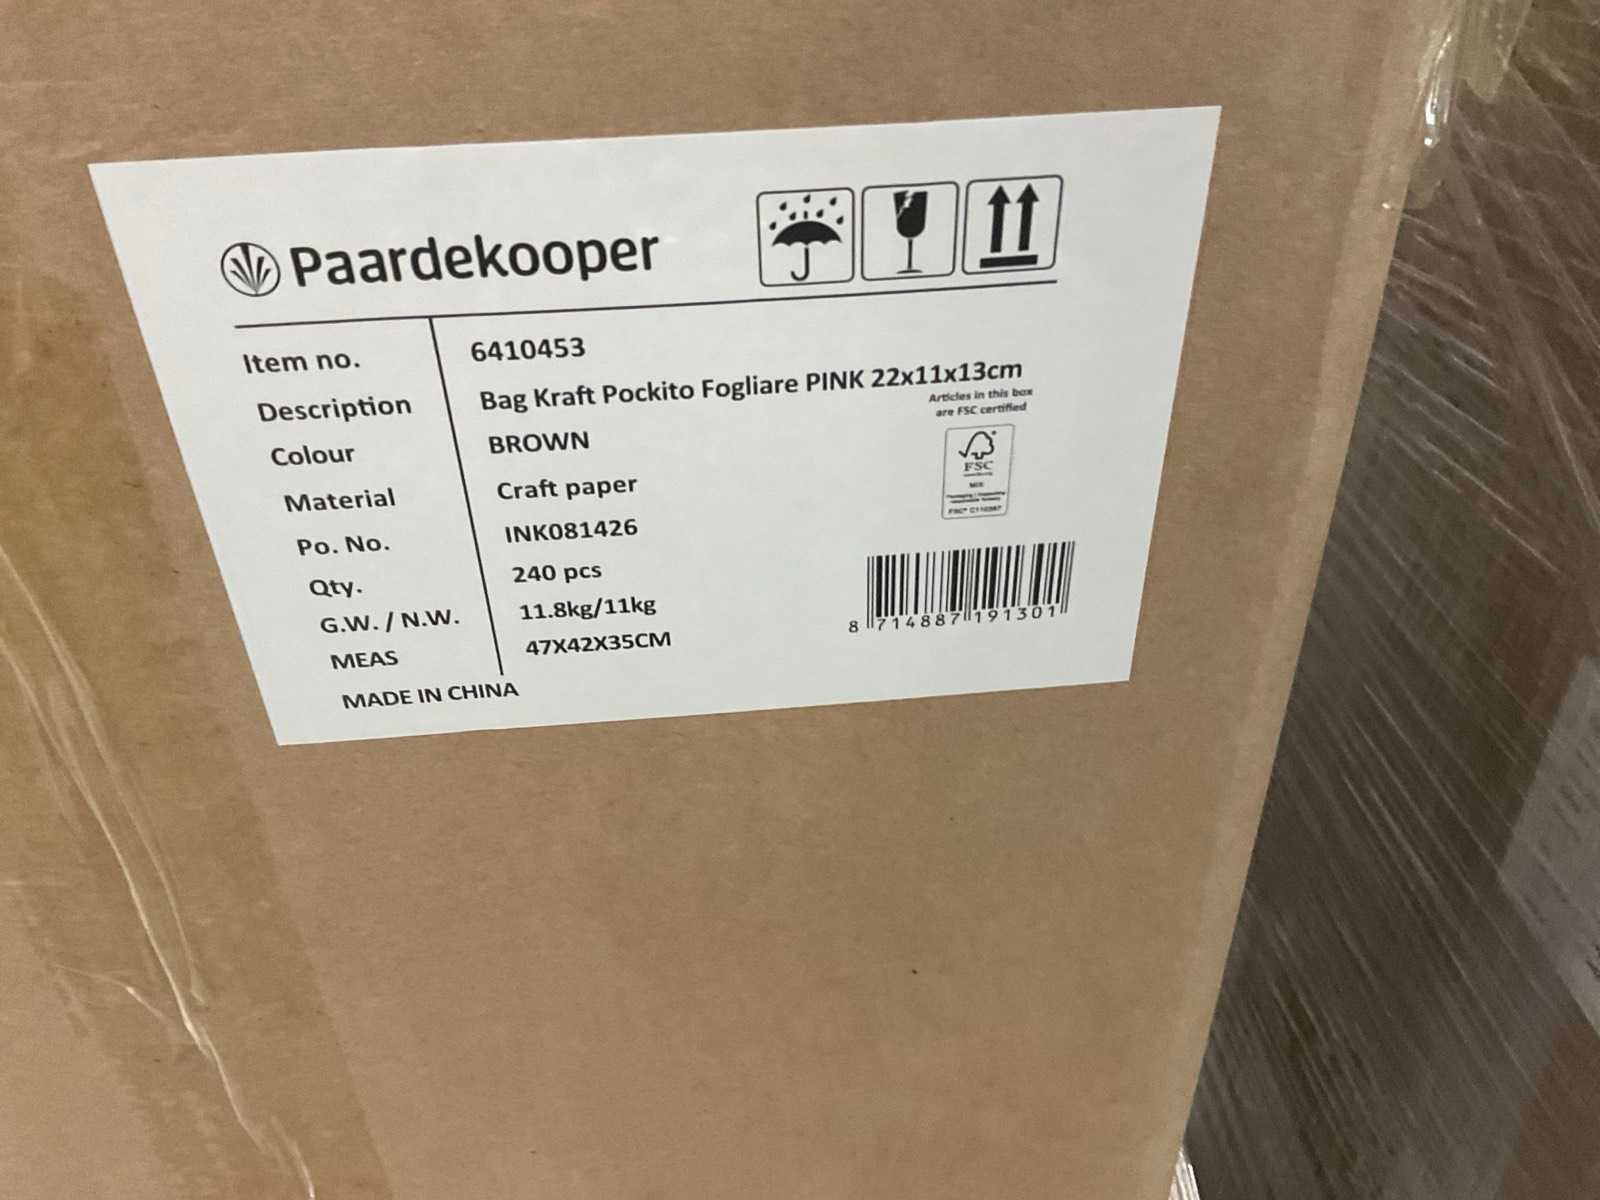 Paardekooper
Item no. 6410453
Description Bag Kraft Pockito Fogliare PINK 22x11x13cm
Articles in this box
are FSC certified
Colour BROWN
FSC
MIX
Material Craft paper
Po. No. INK081426
Qty. 240 pcs
G.W. / N.W. 11.8kg/11kg
MEAS 47X42X35CM
8 714887 191301
MADE IN CHINA